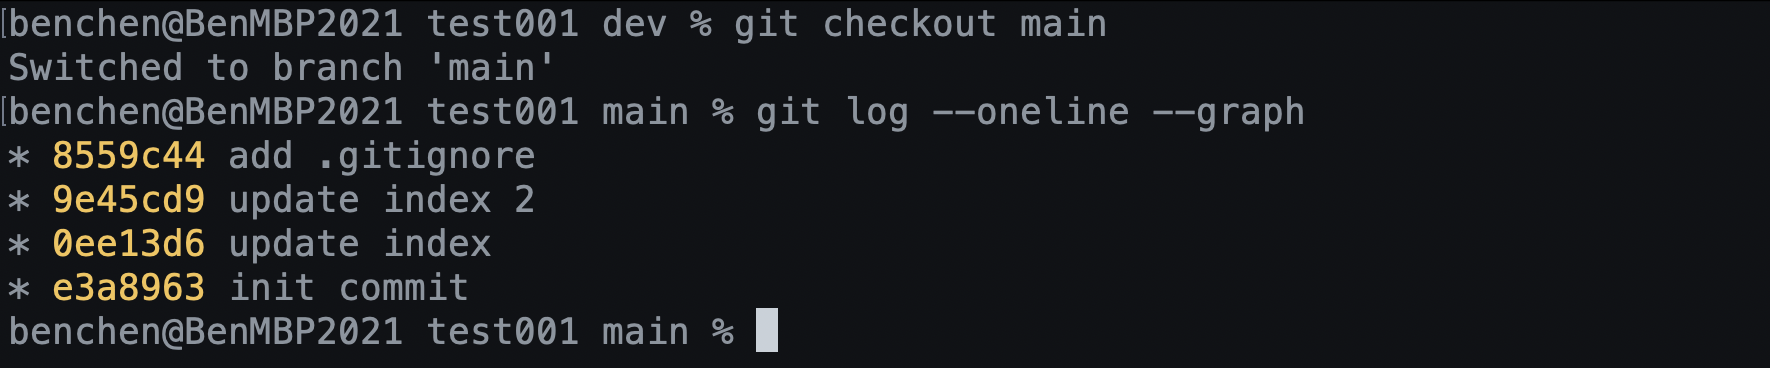 [benchen@BenMBP2021 test001 dev % git checkout main
Switched to branch 'main'
[benchen@BenMBP2021 test001 main % git log --oneline --graph
* 8559c44 add .gitignore
* 9e45cd9 update index 2
* 0ee13d6 update index
* e3a8963 init commit
benchen@BenMBP2021 test001 main %